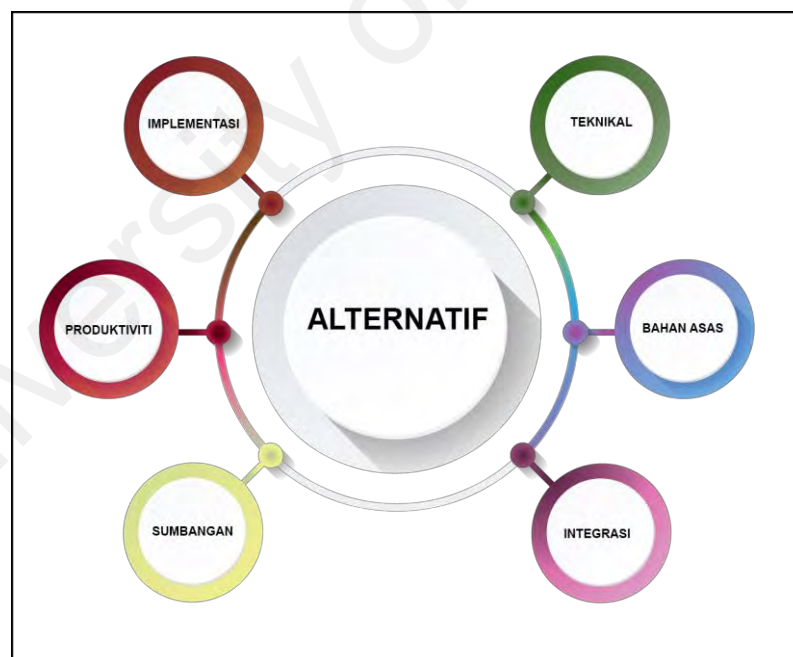 IMPLEMENTASI
TEKNIKAL
PRODUKTIVITI
ALTERNATIF
BAHAN ASAS
SUMBANGAN
INTEGRASI